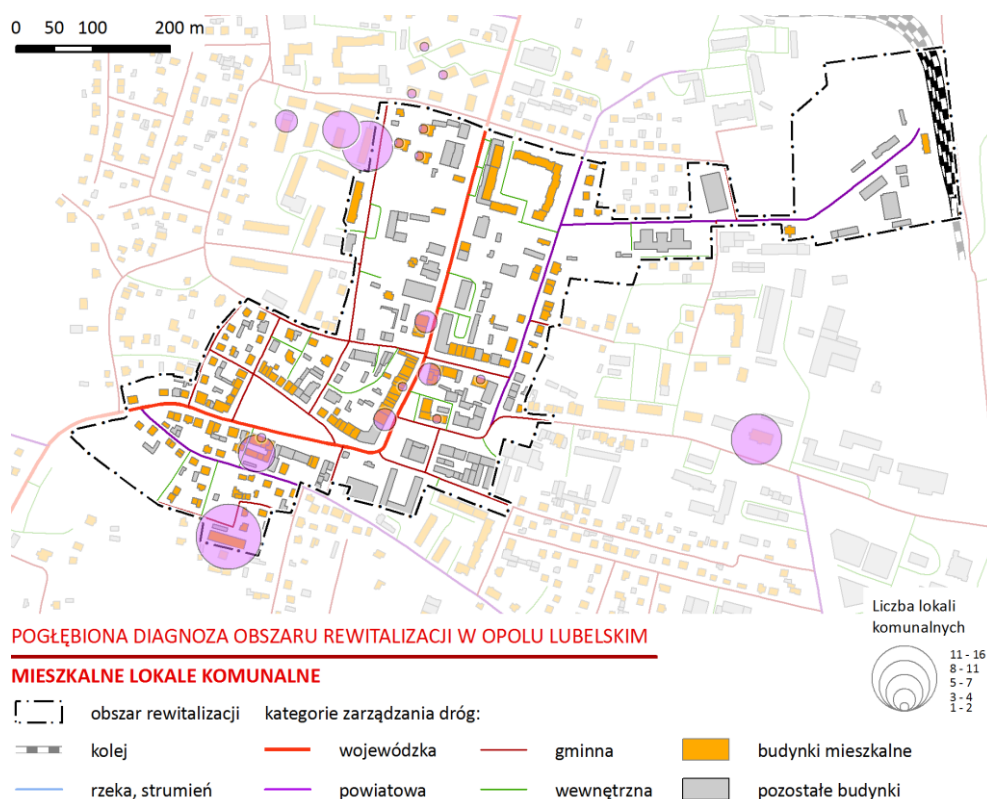 0 50 100 200 m
Liczba lokali
komunalnych
11 - 16
8 - 11
5 - 7
3 - 4
1 - 2
POGŁĘBIONA DIAGNOZA OBSZARU REWITALIZACJI W OPOLU LUBELSKIM
MIESZKALNE LOKALE KOMUNALNE
obszar rewitalizacji kategorie zarządzania dróg:
kolej wojewódzka gminna budynki mieszkalne
rzeka, strumień powiatowa wewnętrzna pozostałe budynki